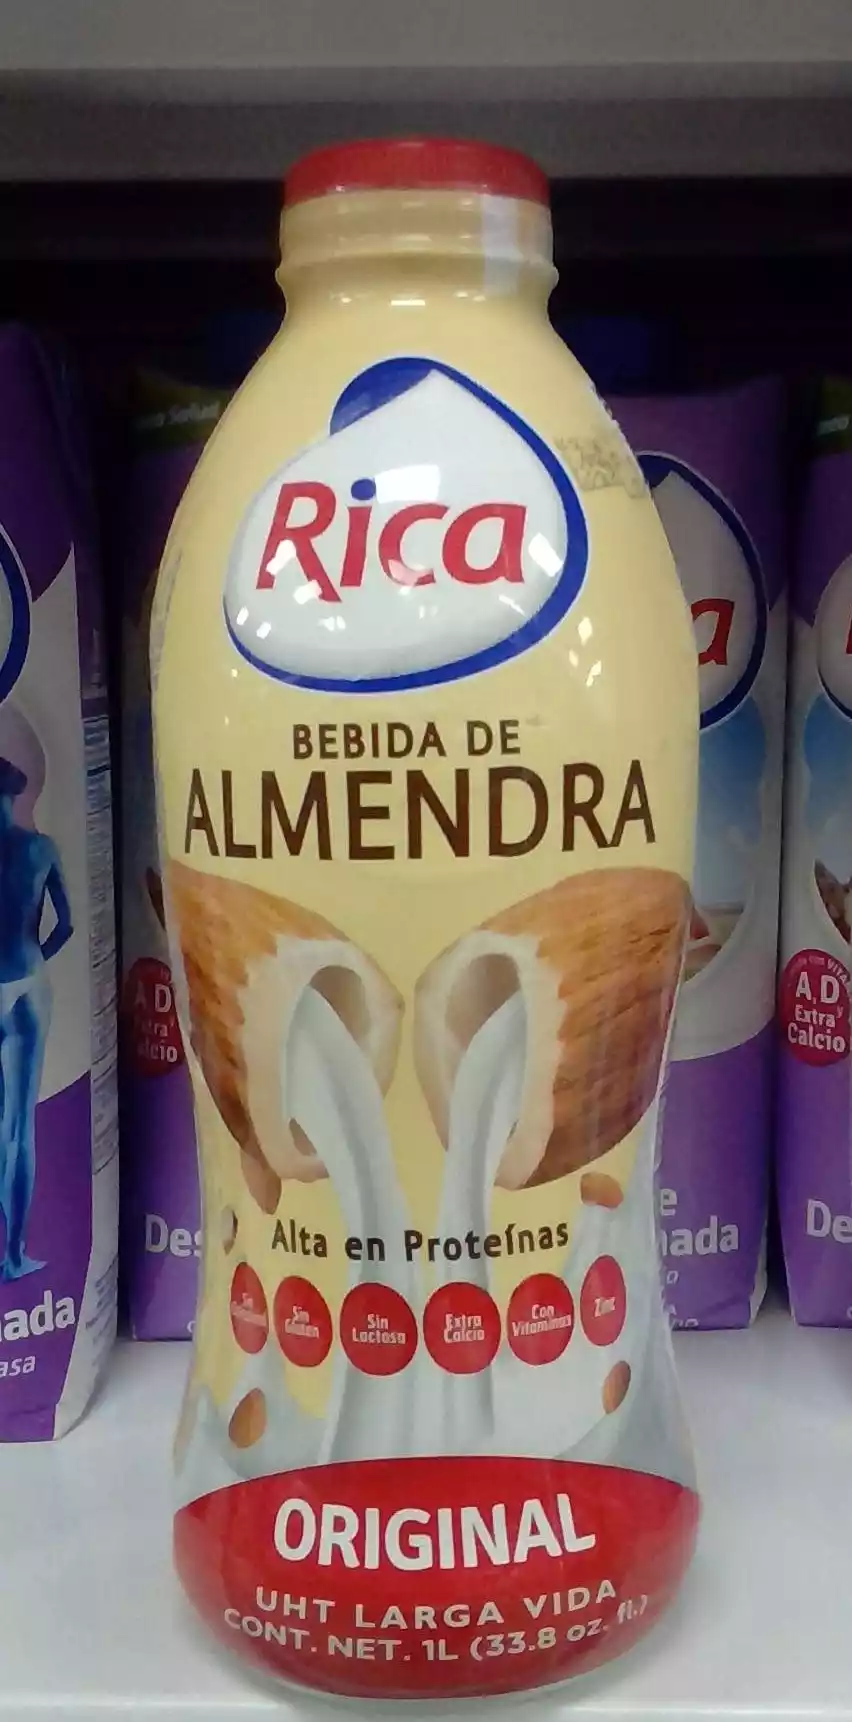 Rica
BEBIDA DE
ALMENDRA
Alta en Proteínas
Sin
Sin
Gluten
Sin
Lactosa
Extra
Calcio
Con
Vitaminas
Zinc
ORIGINAL
UHT LARGA VIDA
CONT. NET. 1L (33.8 oz. fl.)
a
A D
A,D y
Extra
Calcio
Des
e
nada
De
ada
asa